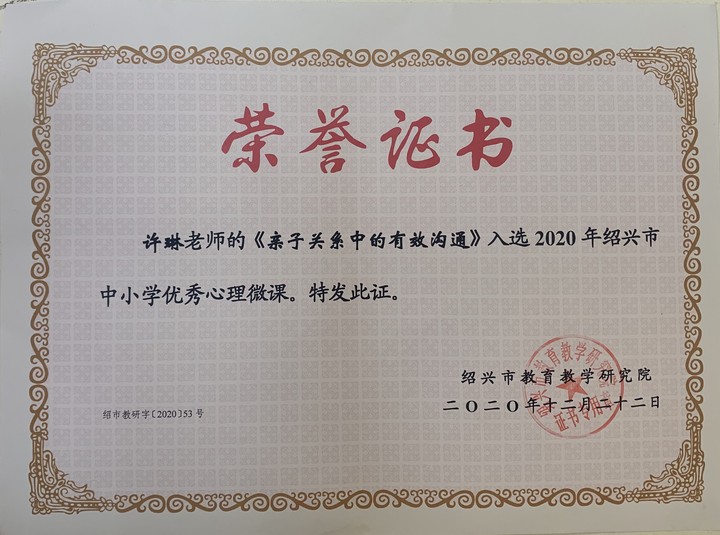 荣誉证书
许琳老师的《亲子关系中的有效沟通》入选2020年绍兴市
中小学优秀心理微课。特发此证。
绍兴市教育教学研究院
二〇二〇年十二月二十二日
绍市教研字〔2020〕53号